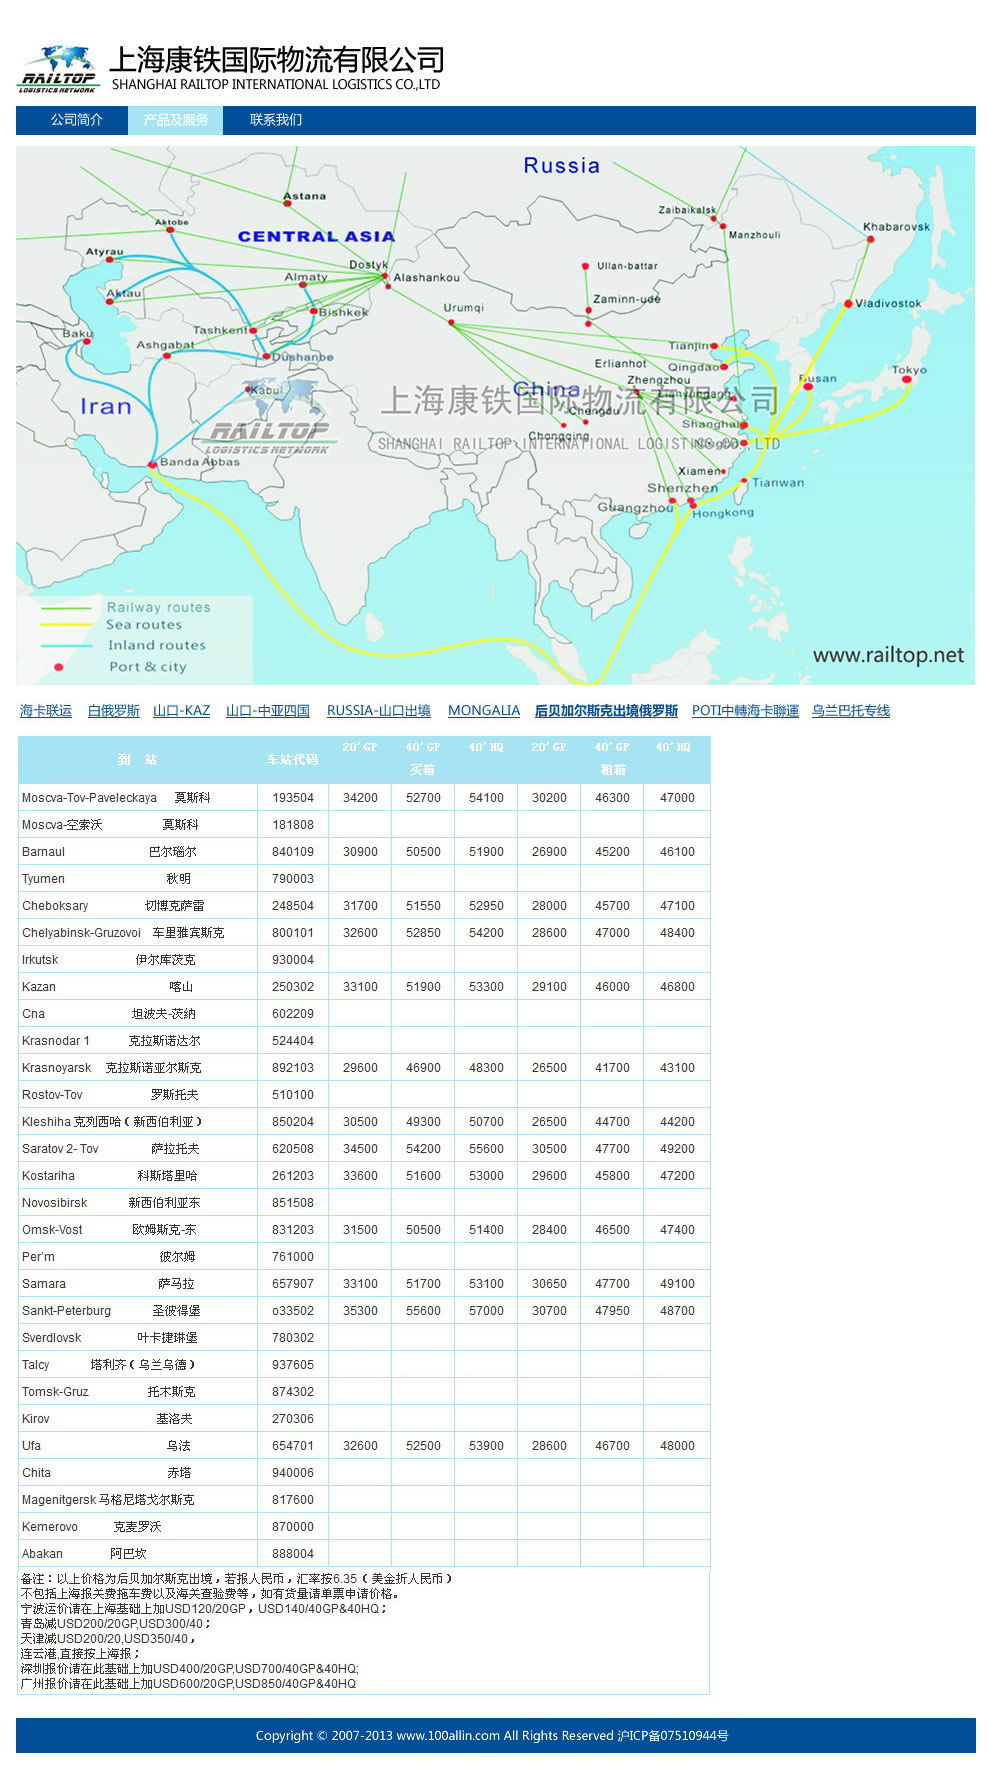 上海康铁国际物流有限公司
RAILTOP
LOGISTICS NETWORK
SHANGHAI RAILTOP INTERNATIONAL LOGISTICS CO.,LTD
公司简介 产品及服务 联系我们
Russia
Astana
Zaibaikalsk
Aktobe
Khabarovsk
CENTRAL ASIA
Manzhouli
Atyrau
Dostyk
Ullan-battar
Almaty
Alashankou
Aktau
Zaminn-ude
Vladivostok
Urumqi
Bishkek
Tashkent
Baku
Ashgabat
Tianjin
Dushanbe
Erlianhot
Qingdao
Tokyo
Zhengzhou
Busan
Kabul
China
Lianyundang
上海康铁国际物流有限公司
Iran
Chengdu
Shanghai
RAILTOP
Chongqing
Ningbo
SHANGHAI RAILTOP INTERNATIONAL LOGISTICS CO.,LTD
LOGISTICS NETWORK
Banda Abbas
Xiamen
Tianwan
Shenzhen
Guangzhou
Hongkong
Railway routes
Sea routes
Inland routes
Port & city
www.railtop.net
海卡联运 白俄罗斯 山口-KAZ 山口-中亚四国 RUSSIA-山口出境 MONGALIA 后贝加尔斯克出境俄罗斯 POTI中轉海卡聯運 乌兰巴托专线
到 站 车站代码 20'GP 40'GP 40'HQ 20'GP 40'GP 40'HQ
买箱 租箱
Moscva-Tov-Paveleckaya 莫斯科 193504 34200 52700 54100 30200 46300 47000
Moscva-空索沃 莫斯科 181808
Barnaul 巴尔瑙尔 840109 30900 50500 51900 26900 45200 46100
Tyumen 秋明 790003
Cheboksary 切博克萨雷 248504 31700 51550 52950 28000 45700 47100
Chelyabinsk-Gruzovoi 车里雅宾斯克 800101 32600 52850 54200 28600 47000 48400
Irkutsk 伊尔库茨克 930004
Kazan 喀山 250302 33100 51900 53300 29100 46000 46800
Cna 坦波夫-茨纳 602209
Krasnodar 1 克拉斯诺达尔 524404
Krasnoyarsk 克拉斯诺亚尔斯克 892103 29600 46900 48300 26500 41700 43100
Rostov-Tov 罗斯托夫 510100
Kleshiha 克列西哈（新西伯利亚） 850204 30500 49300 50700 26500 44700 44200
Saratov 2- Tov 萨拉托夫 620508 34500 54200 55600 30500 47700 49200
Kostariha 科斯塔里哈 261203 33600 51600 53000 29600 45800 47200
Novosibirsk 新西伯利亚东 851508
Omsk-Vost 欧姆斯克-东 831203 31500 50500 51400 28400 46500 47400
Per'm 彼尔姆 761000
Samara 萨马拉 657907 33100 51700 53100 30650 47700 49100
Sankt-Peterburg 圣彼得堡 o33502 35300 55600 57000 30700 47950 48700
Sverdlovsk 叶卡捷琳堡 780302
Talcy 塔利齐（乌兰乌德） 937605
Tomsk-Gruz 托木斯克 874302
Kirov 基洛夫 270306
Ufa 乌法 654701 32600 52500 53900 28600 46700 48000
Chita 赤塔 940006
Magenitgersk 马格尼塔戈尔斯克 817600
Kemerovo 克麦罗沃 870000
Abakan 阿巴坎 888004
备注：以上价格为后贝加尔斯克出境，若报人民币，汇率按6.35（美金折人民币）
不包括上海报关费拖车费以及海关查验费等，如有货量请单票申请价格。
宁波运价请在上海基础上加USD120/20GP，USD140/40GP&40HQ；
青岛减USD200/20GP,USD300/40；
天津减USD200/20,USD350/40，
连云港,直接按上海报；
深圳报价请在此基础上加USD400/20GP,USD700/40GP&40HQ;
广州报价请在此基础上加USD600/20GP,USD850/40GP&40HQ
Copyright © 2007-2013 www.100allin.com All Rights Reserved 沪ICP备07510944号